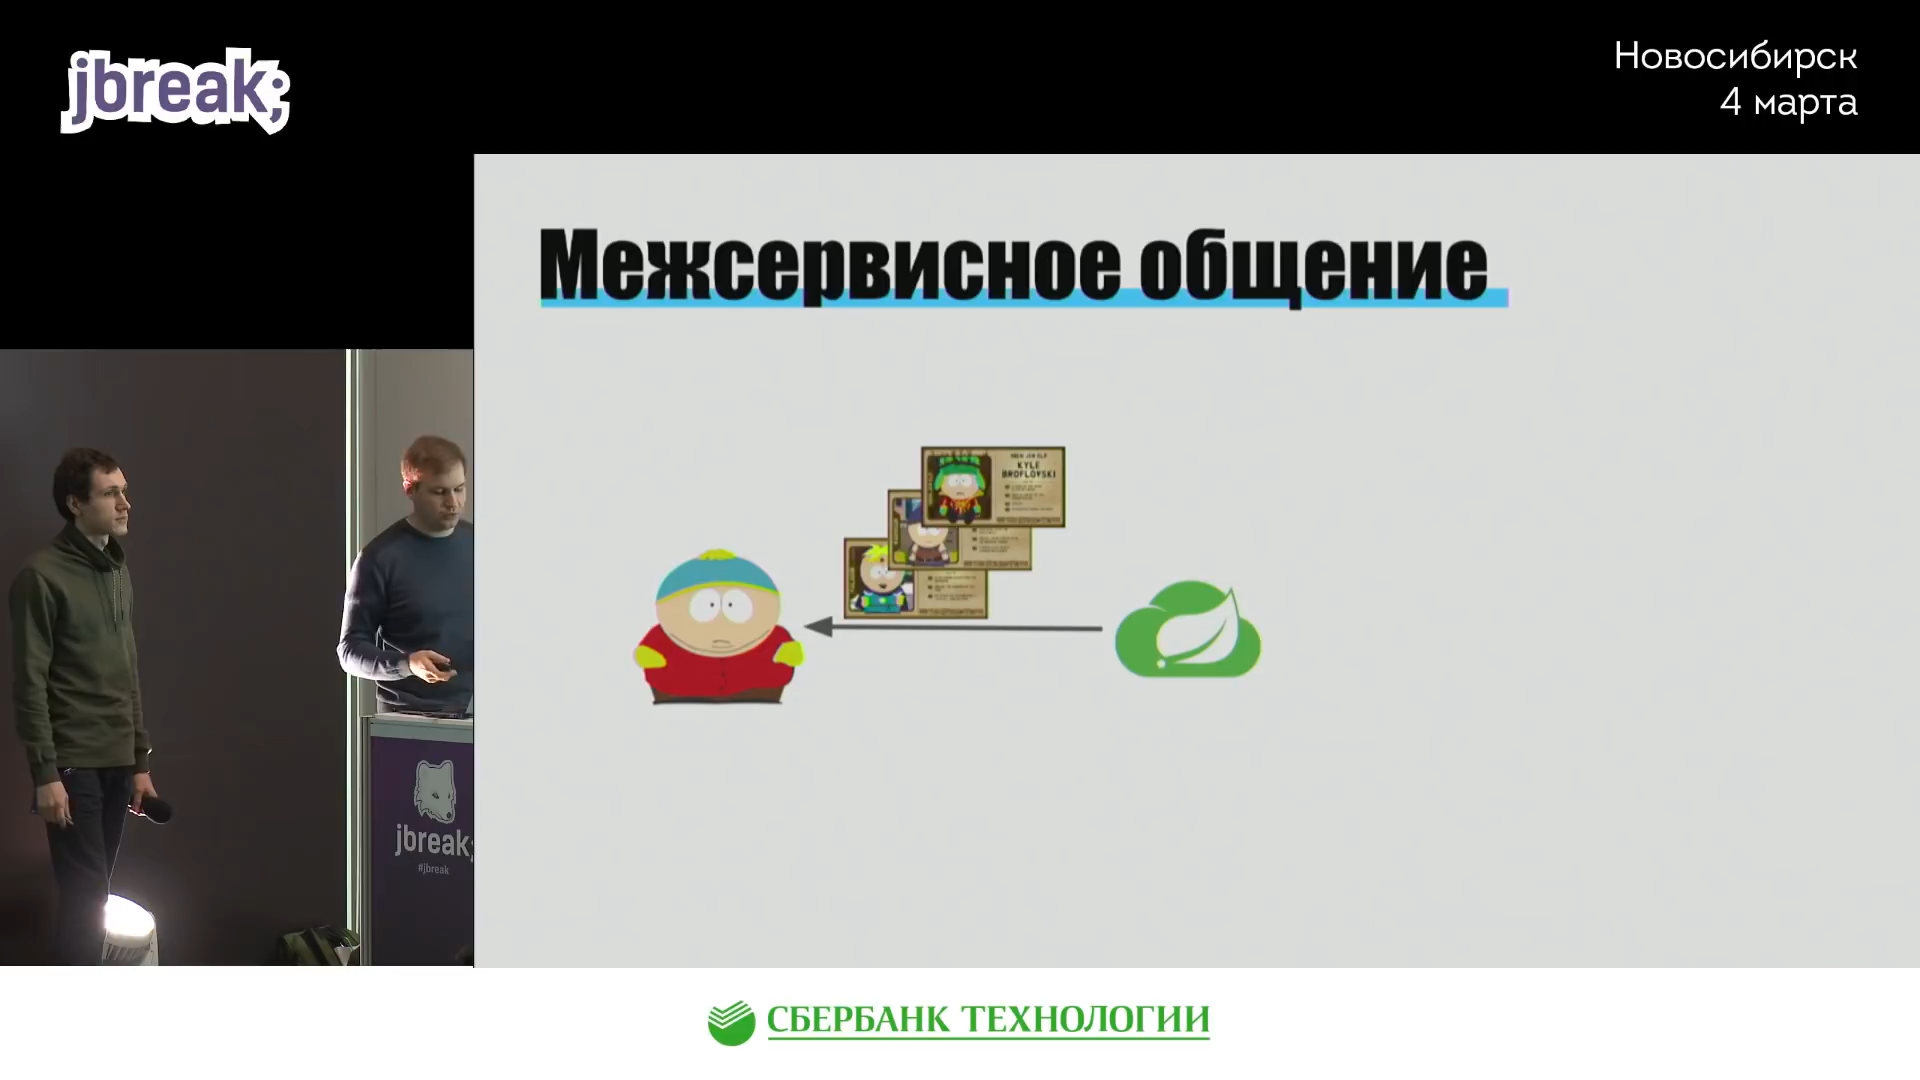 jbreak;
Новосибирск
4 марта
Межсервисное общение
KYLE
BROFLOVSKI
jbreak;
#jbreak
СБЕРБАНК ТЕХНОЛОГИИ